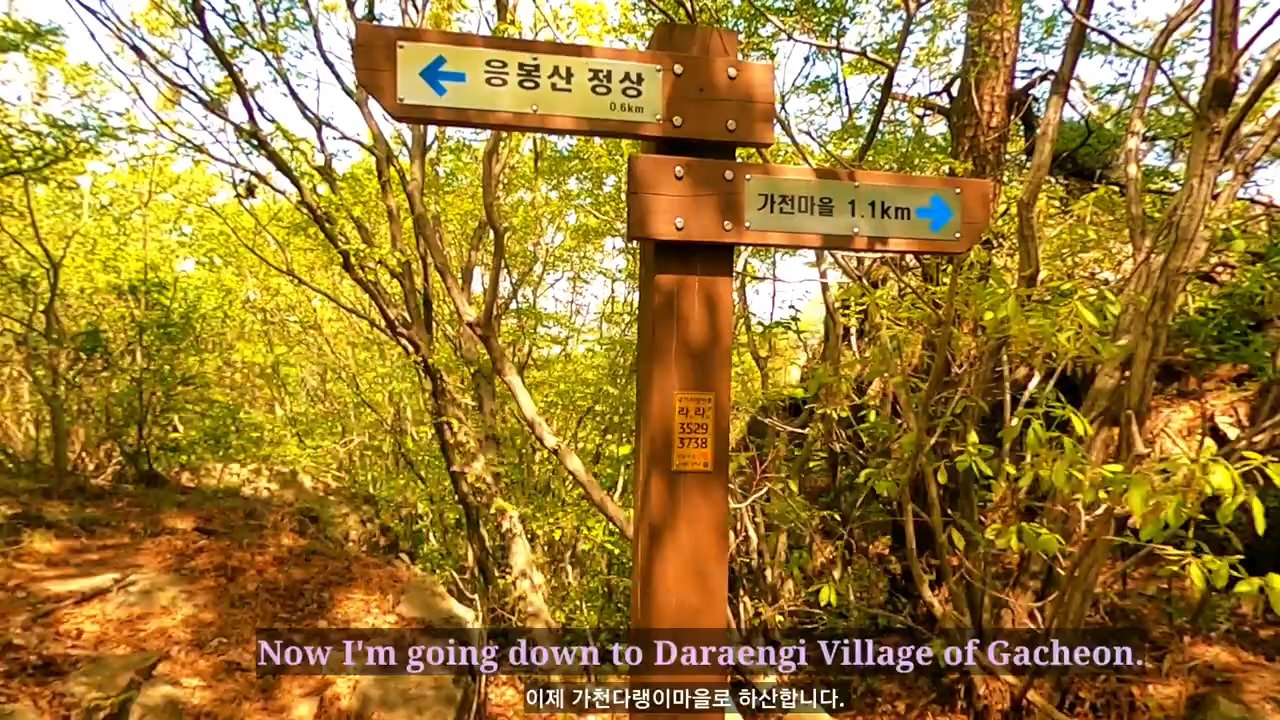 응봉산 정상
0.6km
가천마을 1.1km
라.라.
3529
3738
Now I'm going down to Daraengi Village of Gacheon.
이제 가천다랭이마을로 하산합니다.